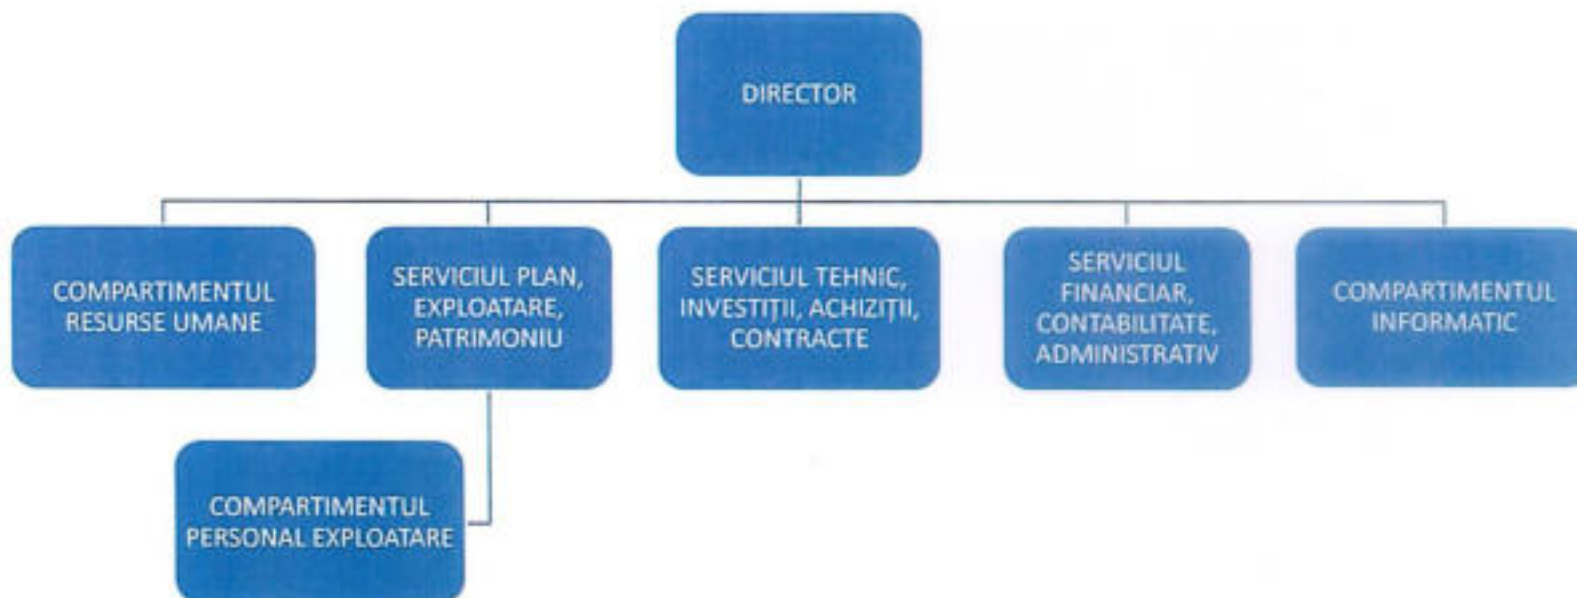 DIRECTOR
COMPARTIMENTUL
RESURSE UMANE
SERVICIUL PLAN,
EXPLOATARE,
PATRIMONIU
SERVICIUL TEHNIC,
INVESTIȚII, ACHIZIȚII,
CONTRACTE
SERVICIUL
FINANCIAR,
CONTABILITATE,
ADMINISTRATIV
COMPARTIMENTUL
INFORMATIC
COMPARTIMENTUL
PERSONAL EXPLOATARE